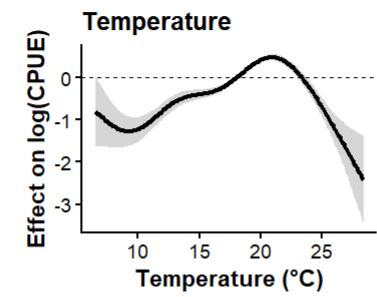 Temperature
Effect on log(CPUE)
0
-1
-2
-3
10 15 20 25
Temperature (°C)